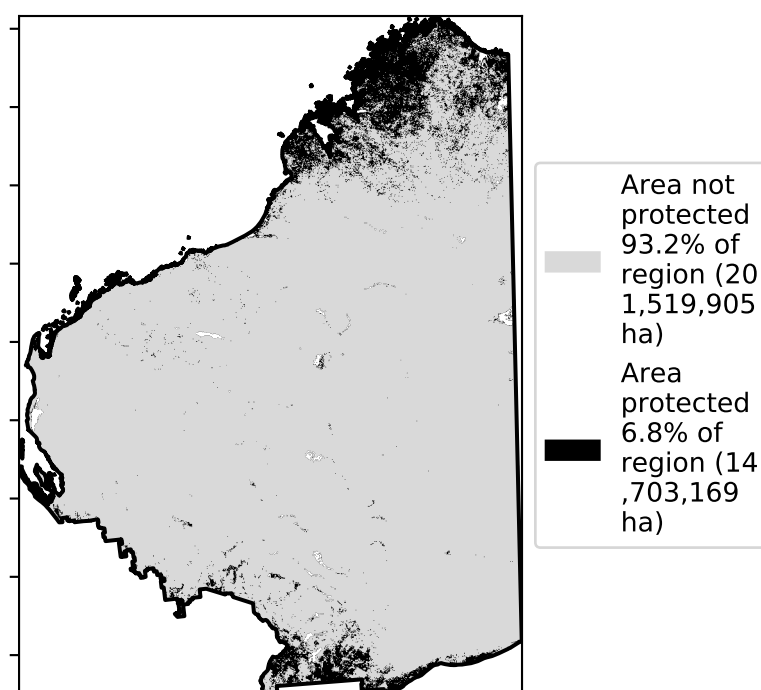 Area not
protected
93.2% of
region (20
1,519,905
ha)
Area
protected
6.8% of
region (14
,703,169
ha)